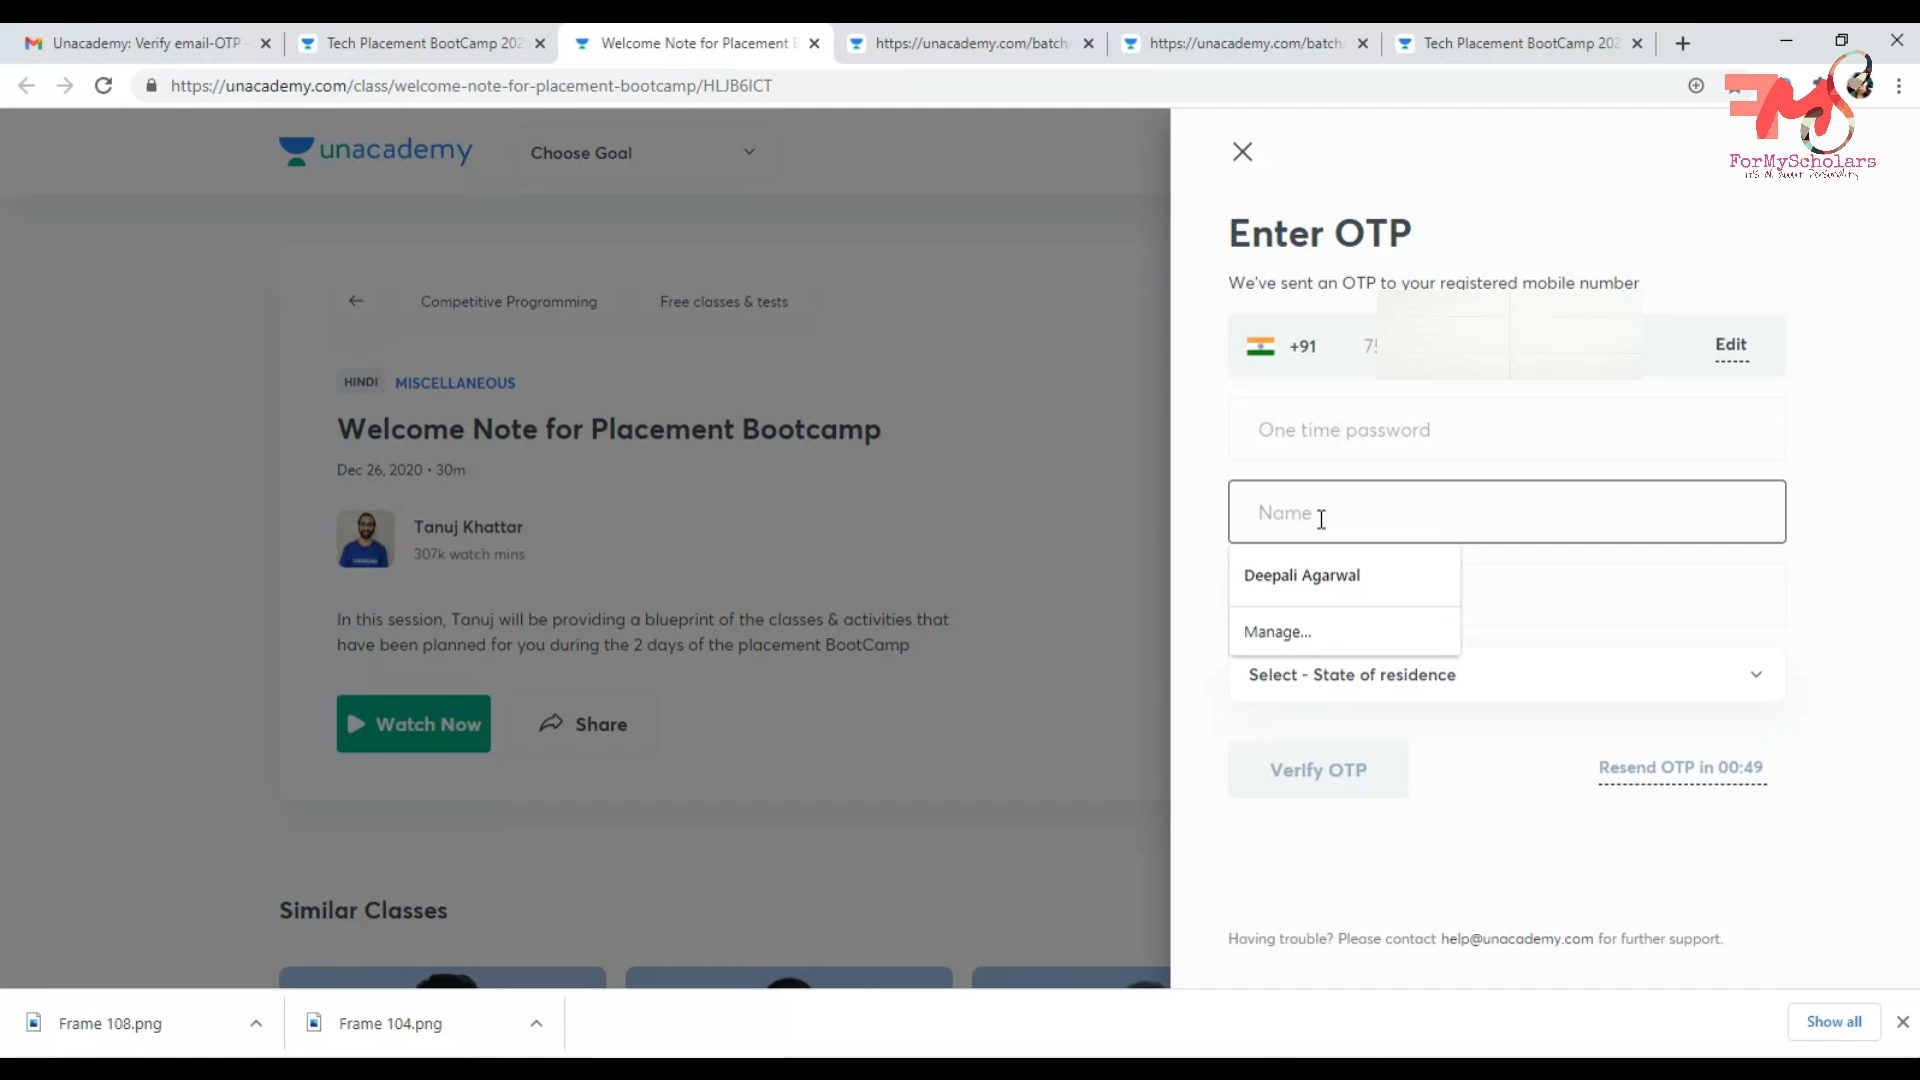 Unacademy: Verify email-OTP -
Tech Placement BootCamp 202
Welcome Note for Placement B
https://unacademy.com/batch/
https://unacademy.com/batch/
Tech Placement BootCamp 202
https://unacademy.com/class/welcome-note-for-placement-bootcamp/HLJB6ICT
FMS
ForMyScholars
unacademy
Choose Goal
Competitive Programming
Free classes & tests
HINDI
MISCELLANEOUS
Welcome Note for Placement Bootcamp
Dec 26, 2020 • 30m
Tanuj Khattar
307k watch mins
In this session, Tanuj will be providing a blueprint of the classes & activities that
have been planned for you during the 2 days of the placement BootCamp
Watch Now
Share
Similar Classes
Enter OTP
We've sent an OTP to your registered mobile number
+91
75
Edit
One time password
Name
Deepali Agarwal
Manage...
Select - State of residence
Verify OTP
Resend OTP in 00:49
Having trouble? Please contact help@unacademy.com for further support.
Frame 108.png
Frame 104.png
Show all